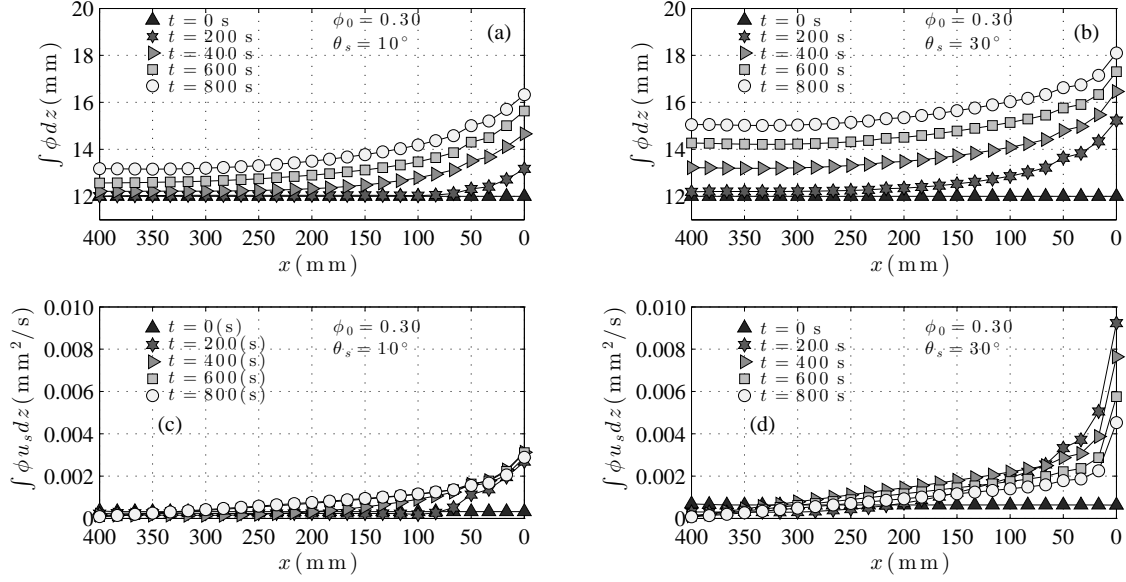 (a)
t = 0 s
t = 200 s
t = 400 s
t = 600 s
t = 800 s
ϕ0 = 0.30
θs = 10°
20
18
16
14
12
∫ ϕdz (mm)
400 350 300 250 200 150 100 50 0
x (mm)
(b)
t = 0 s
t = 200 s
t = 400 s
t = 600 s
t = 800 s
ϕ0 = 0.30
θs = 30°
20
18
16
14
12
∫ ϕdz (mm)
400 350 300 250 200 150 100 50 0
x (mm)
(c)
t = 0(s)
t = 200(s)
t = 400(s)
t = 600(s)
t = 800(s)
ϕ0 = 0.30
θs = 10°
0.010
0.008
0.006
0.004
0.002
0
∫ ϕusdz (mm²/s)
400 350 300 250 200 150 100 50 0
x (mm)
(d)
t = 0 s
t = 200 s
t = 400 s
t = 600 s
t = 800 s
ϕ0 = 0.30
θs = 30°
0.010
0.008
0.006
0.004
0.002
0
∫ ϕusdz (mm²/s)
400 350 300 250 200 150 100 50 0
x (mm)